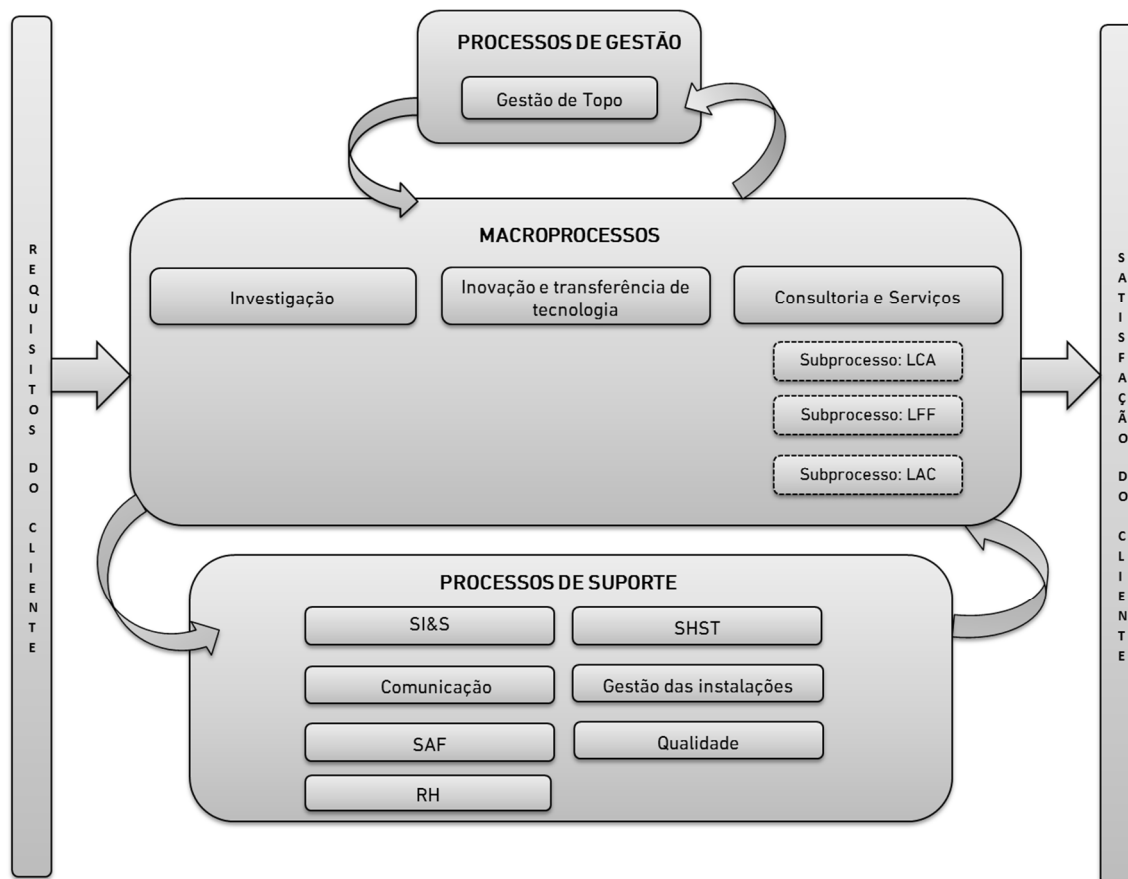 PROCESSOS DE GESTÃO
Gestão de Topo
REQUISITOS DO CLIENTE
MACROPROCESSOS
Investigação
Inovação e transferência de
tecnologia
Consultoria e Serviços
Subprocesso: LCA
Subprocesso: LFF
Subprocesso: LAC
SATISFAÇÃO DO CLIENTE
PROCESSOS DE SUPORTE
SI&S
SHST
Comunicação
Gestão das instalações
SAF
Qualidade
RH